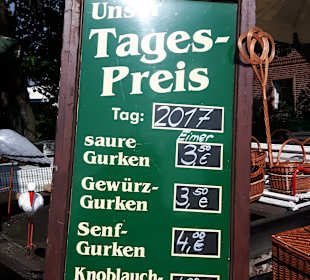 Unser
Tages-
Preis
Tag: 2017
Eimer
saure
Gurken 3,50 €
Gewürz-
Gurken 3,50 €
Senf-
Gurken 4,00 €
Knoblauch-